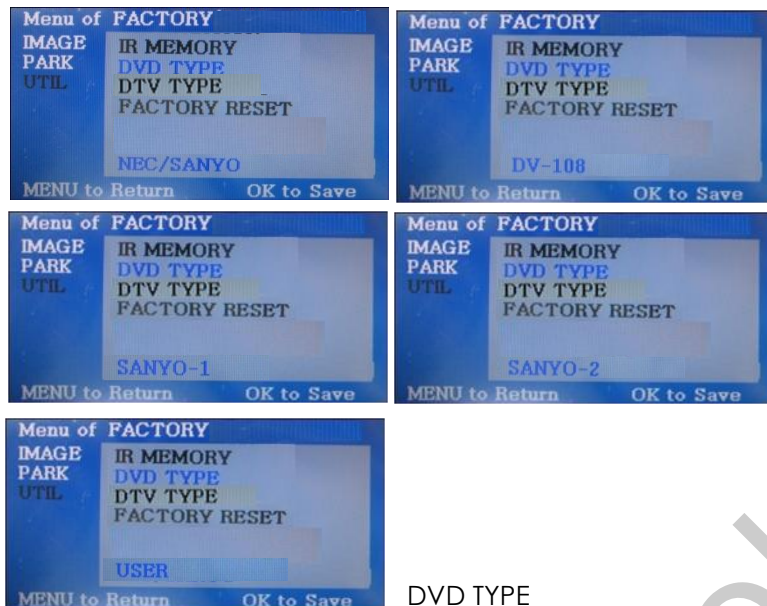 Menu of FACTORY
IMAGE
PARK
UTIL
IR MEMORY
DVD TYPE
DTV TYPE
FACTORY RESET
NEC/SANYO
MENU to Return OK to Save
Menu of FACTORY
IMAGE
PARK
UTIL
IR MEMORY
DVD TYPE
DTV TYPE
FACTORY RESET
DV-108
MENU to Return OK to Save
Menu of FACTORY
IMAGE
PARK
UTIL
IR MEMORY
DVD TYPE
DTV TYPE
FACTORY RESET
SANYO-1
MENU to Return OK to Save
Menu of FACTORY
IMAGE
PARK
UTIL
IR MEMORY
DVD TYPE
DTV TYPE
FACTORY RESET
SANYO-2
MENU to Return OK to Save
Menu of FACTORY
IMAGE
PARK
UTIL
IR MEMORY
DVD TYPE
DTV TYPE
FACTORY RESET
USER
MENU to Return OK to Save
DVD TYPE